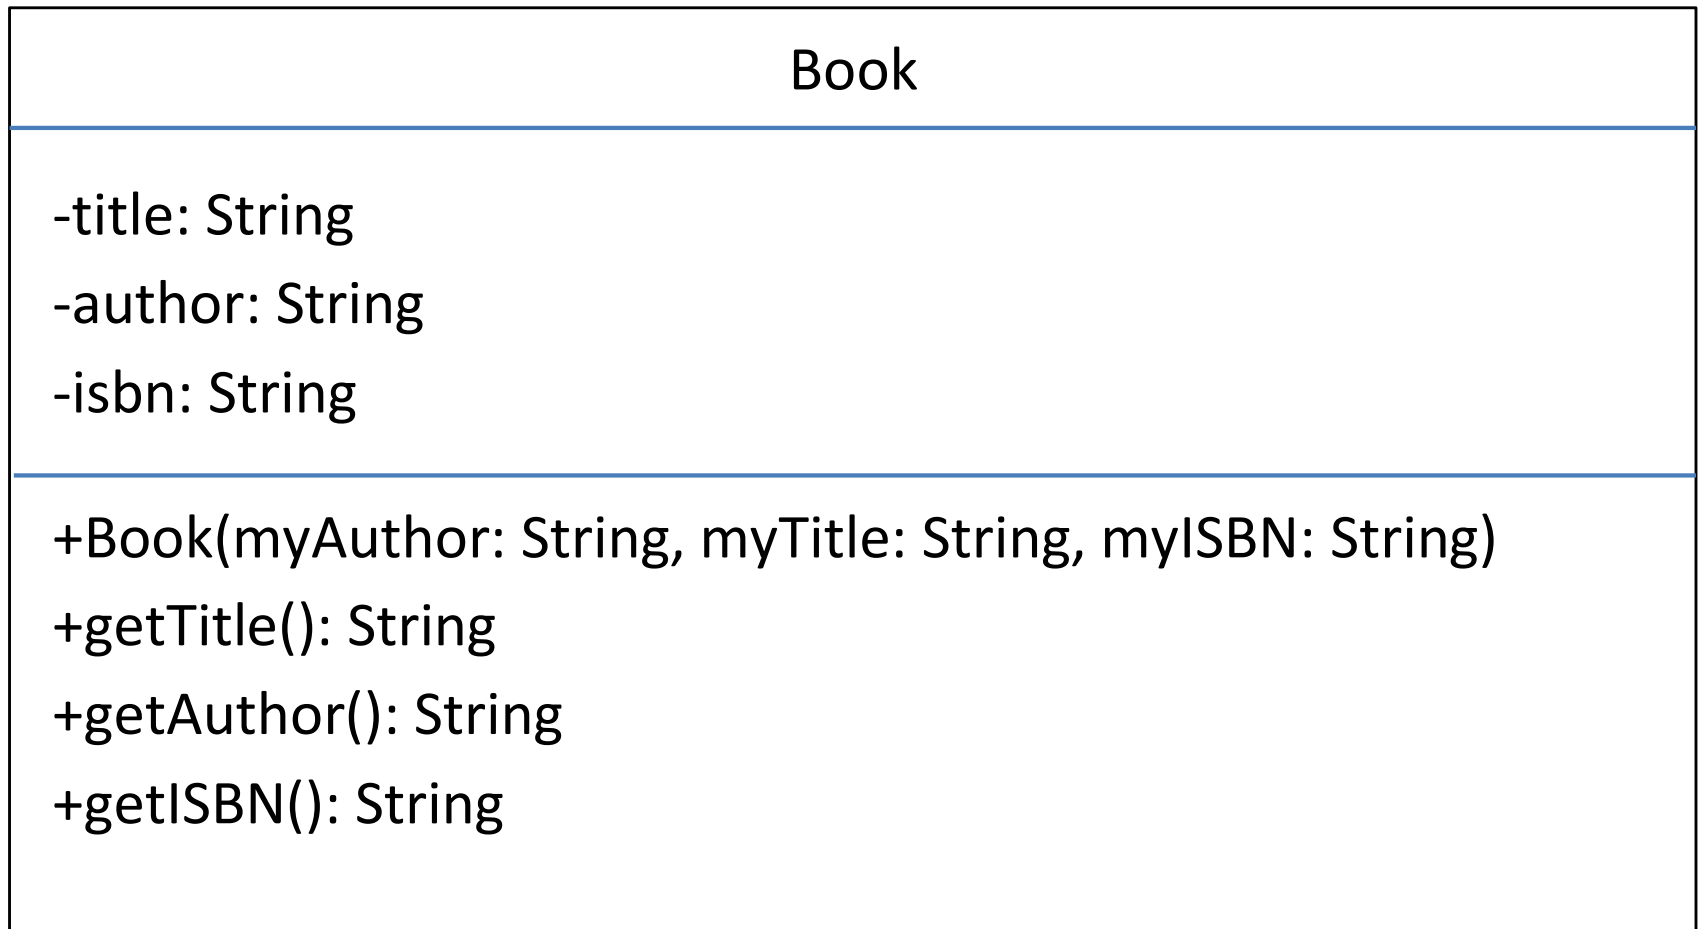 Book
-title: String
-author: String
-isbn: String
+Book(myAuthor: String, myTitle: String, myISBN: String)
+getTitle(): String
+getAuthor(): String
+getISBN(): String